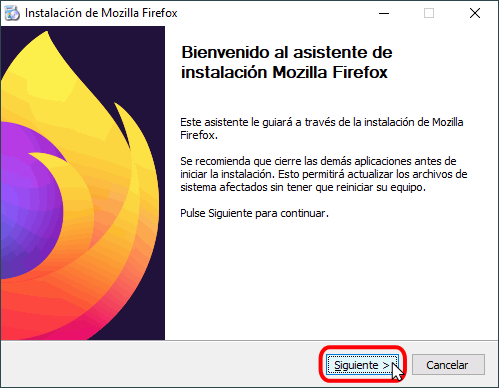 Instalación de Mozilla Firefox
Bienvenido al asistente de
instalación Mozilla Firefox
Este asistente le guiará a través de la instalación de Mozilla
Firefox.
Se recomienda que cierre las demás aplicaciones antes de
iniciar la instalación. Esto permitirá actualizar los archivos de
sistema afectados sin tener que reiniciar su equipo.
Pulse Siguiente para continuar.
Siguiente >
Cancelar